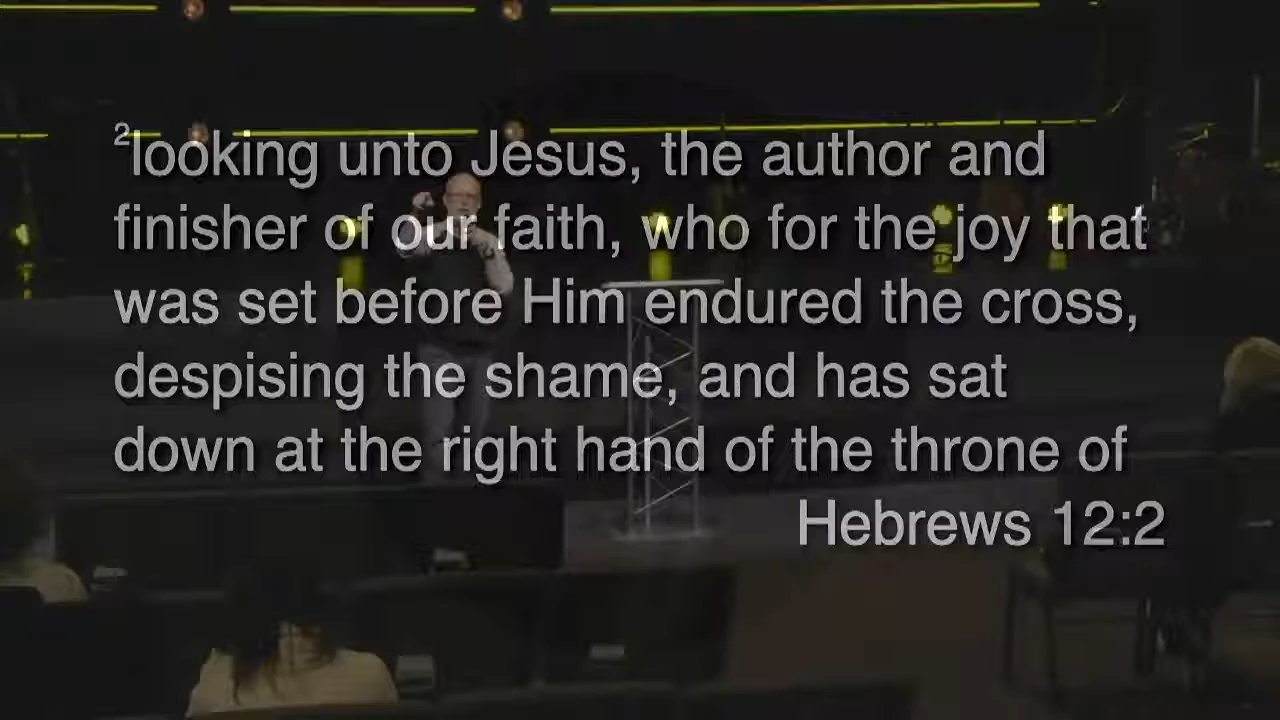 ²looking unto Jesus, the author and
finisher of our faith, who for the joy that
was set before Him endured the cross,
despising the shame, and has sat
down at the right hand of the throne of
Hebrews 12:2